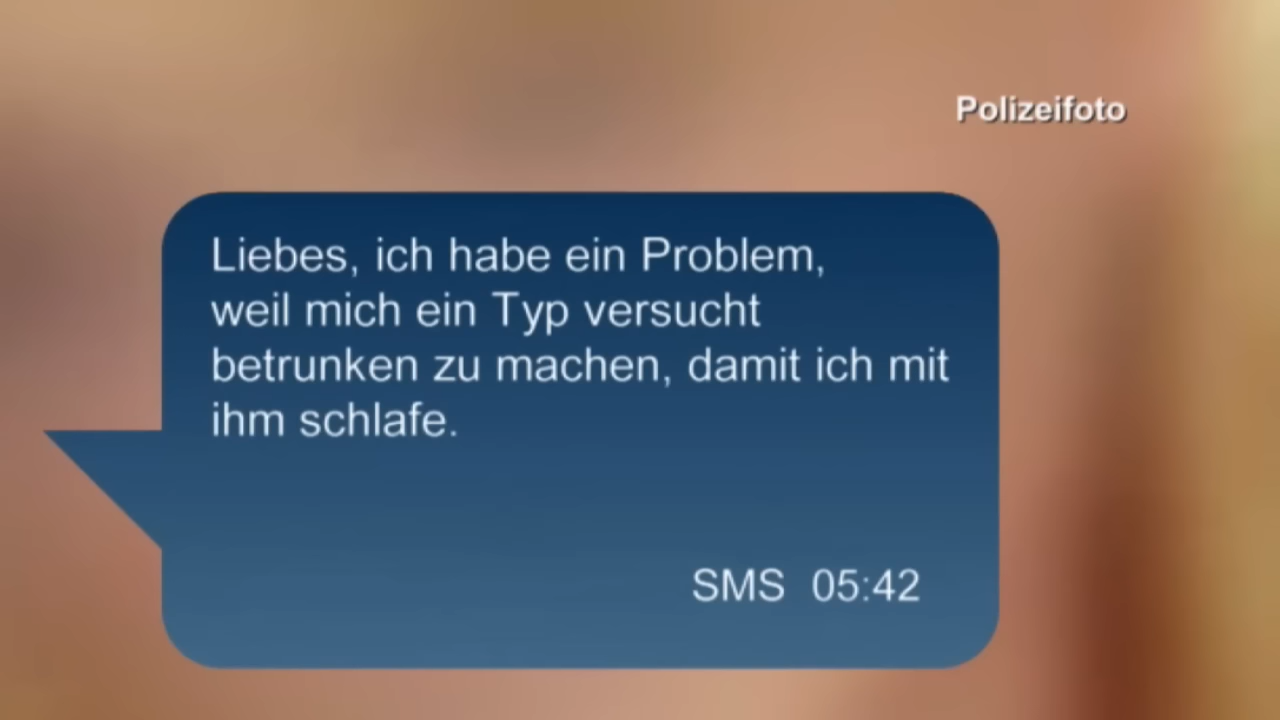 Polizeifoto
Liebes, ich habe ein Problem,
weil mich ein Typ versucht
betrunken zu machen, damit ich mit
ihm schlafe.
SMS 05:42